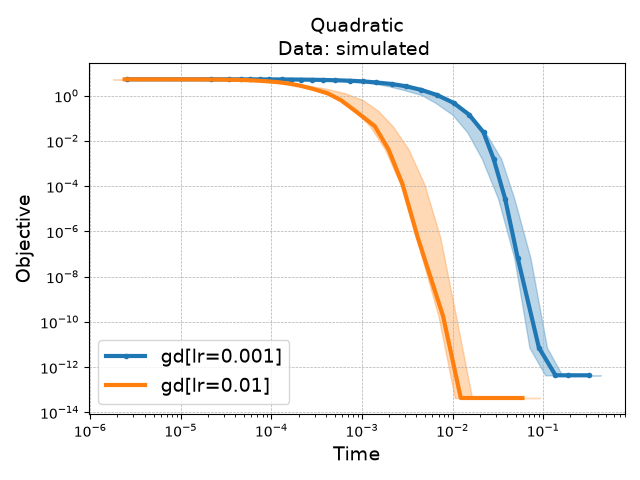 Quadratic
Data: simulated
Objective
10⁰
10⁻²
10⁻⁴
10⁻⁶
10⁻⁸
10⁻¹⁰
10⁻¹²
10⁻¹⁴
gd[lr=0.001]
gd[lr=0.01]
10⁻⁶ 10⁻⁵ 10⁻⁴ 10⁻³ 10⁻² 10⁻¹
Time